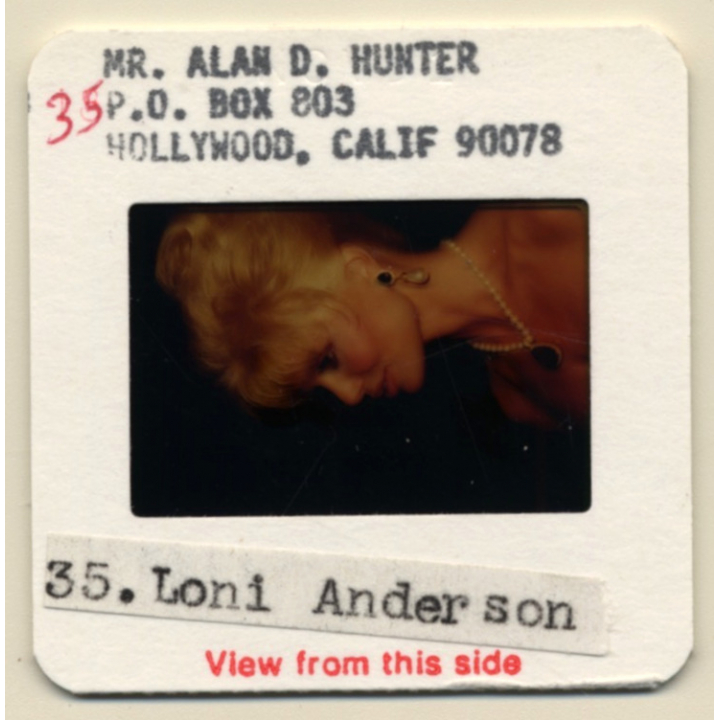 MR. ALAN D. HUNTER
35 P.O. BOX 803
HOLLYWOOD, CALIF 90078
35. Loni Anderson
View from this side